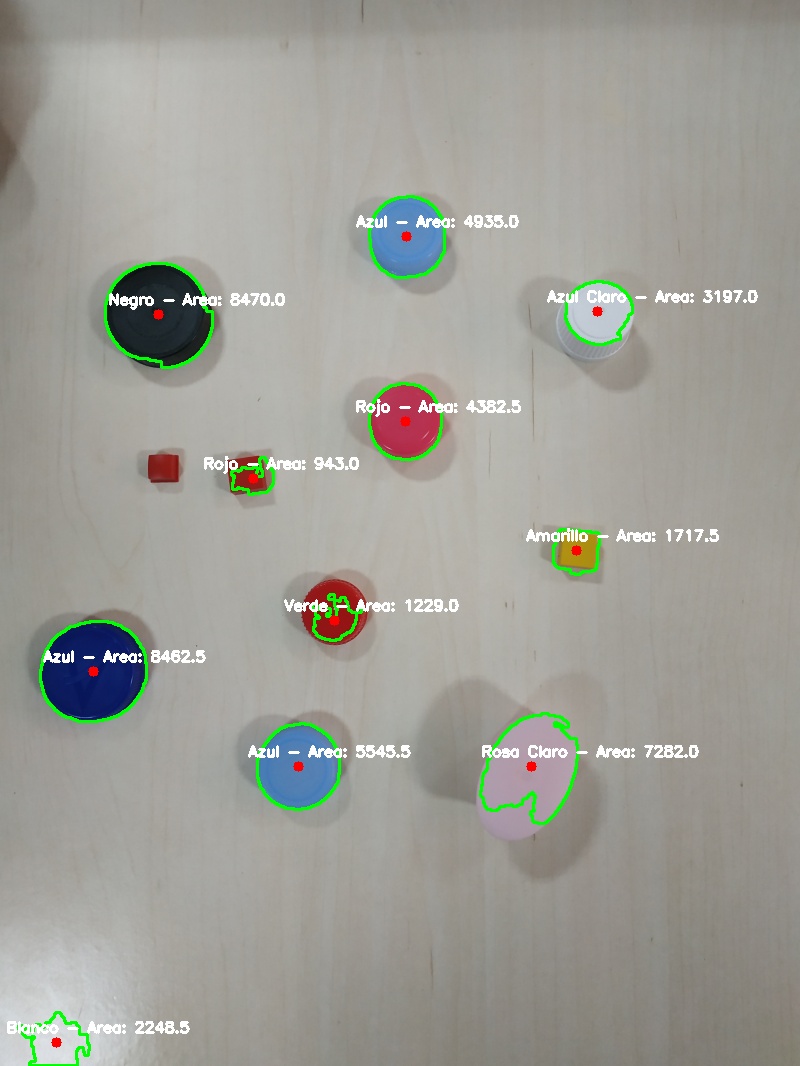 Azul - Area: 4935.0
Negro - Area: 8470.0
Azul Claro - Area: 3197.0
Rojo - Area: 4382.5
Rojo - Area: 943.0
Amarillo - Area: 1717.5
Verde - Area: 1229.0
Azul - Area: 8462.5
Azul - Area: 5545.5
Rosa Claro - Area: 7282.0
Blanco - Area: 2248.5